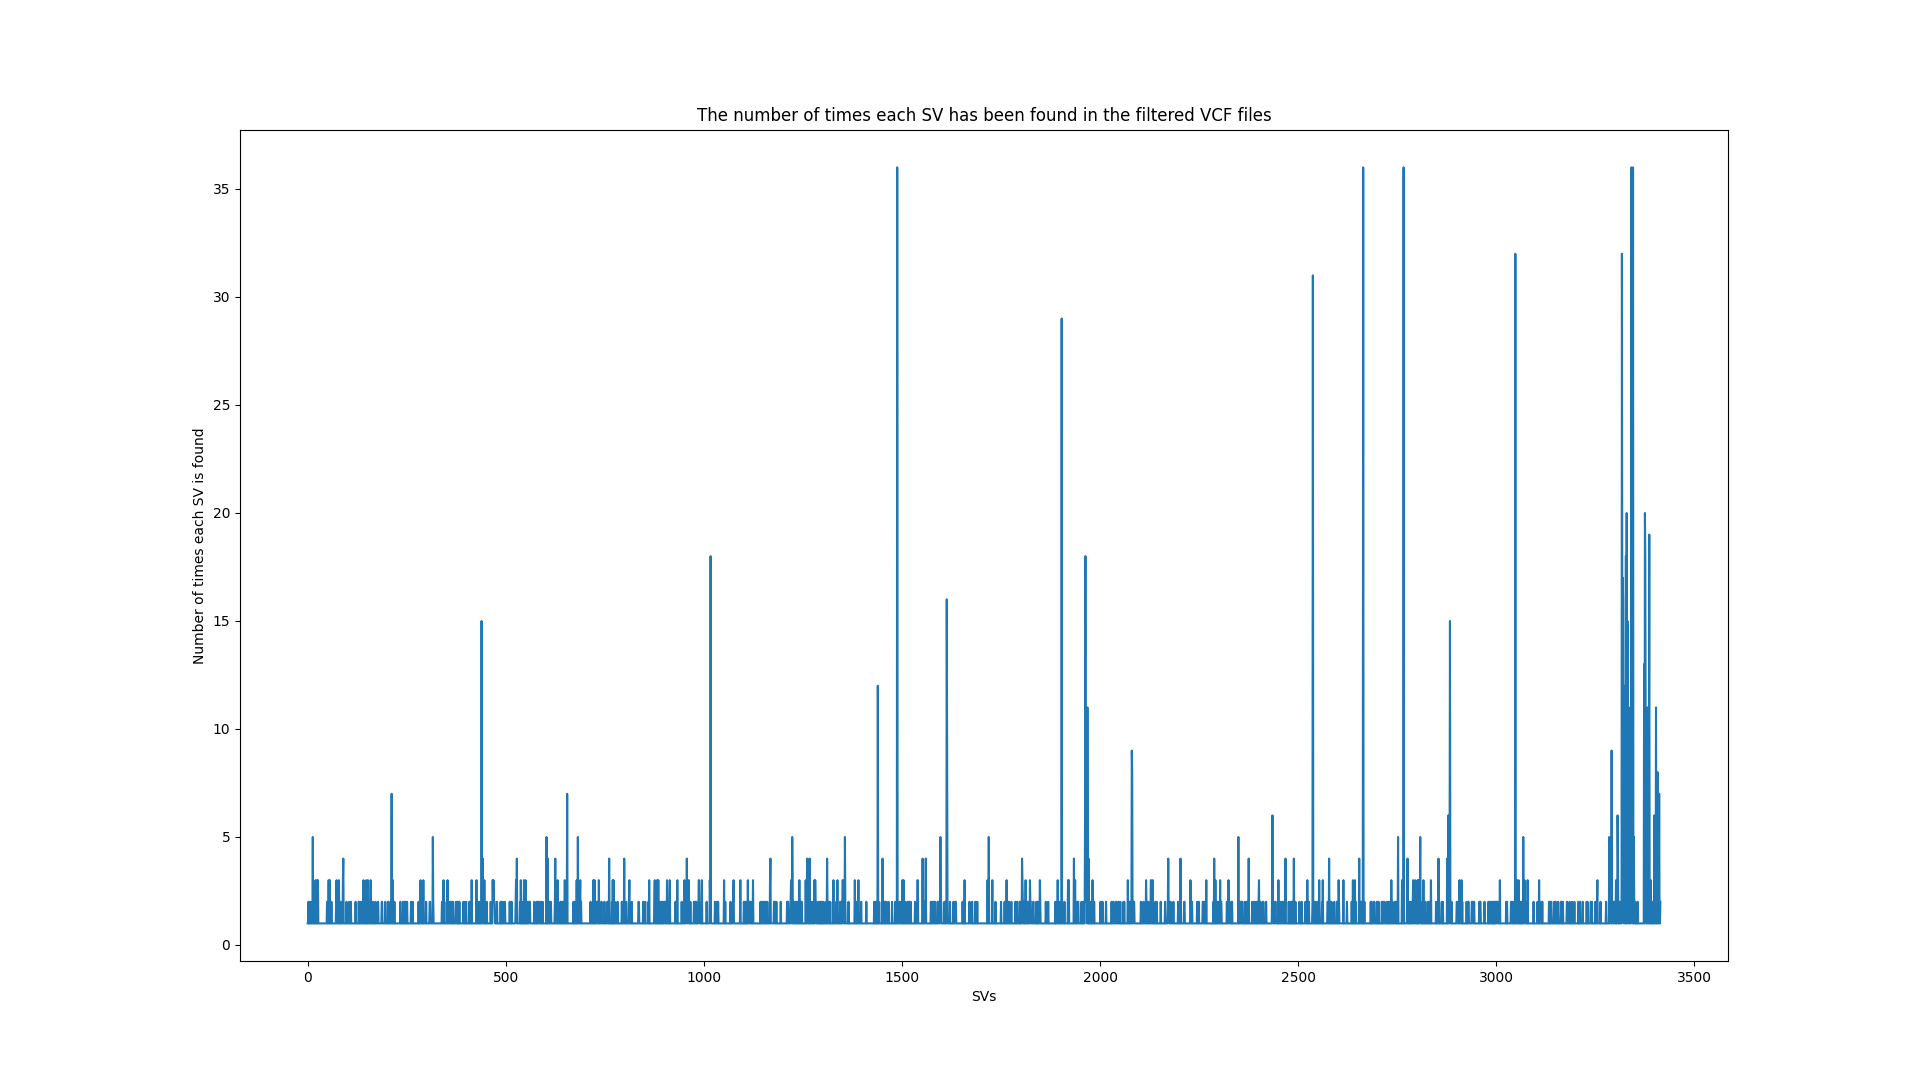 The number of times each SV has been found in the filtered VCF files
Number of times each SV is found
35
30
25
20
15
10
5
0
0 500 1000 1500 2000 2500 3000 3500
SVs